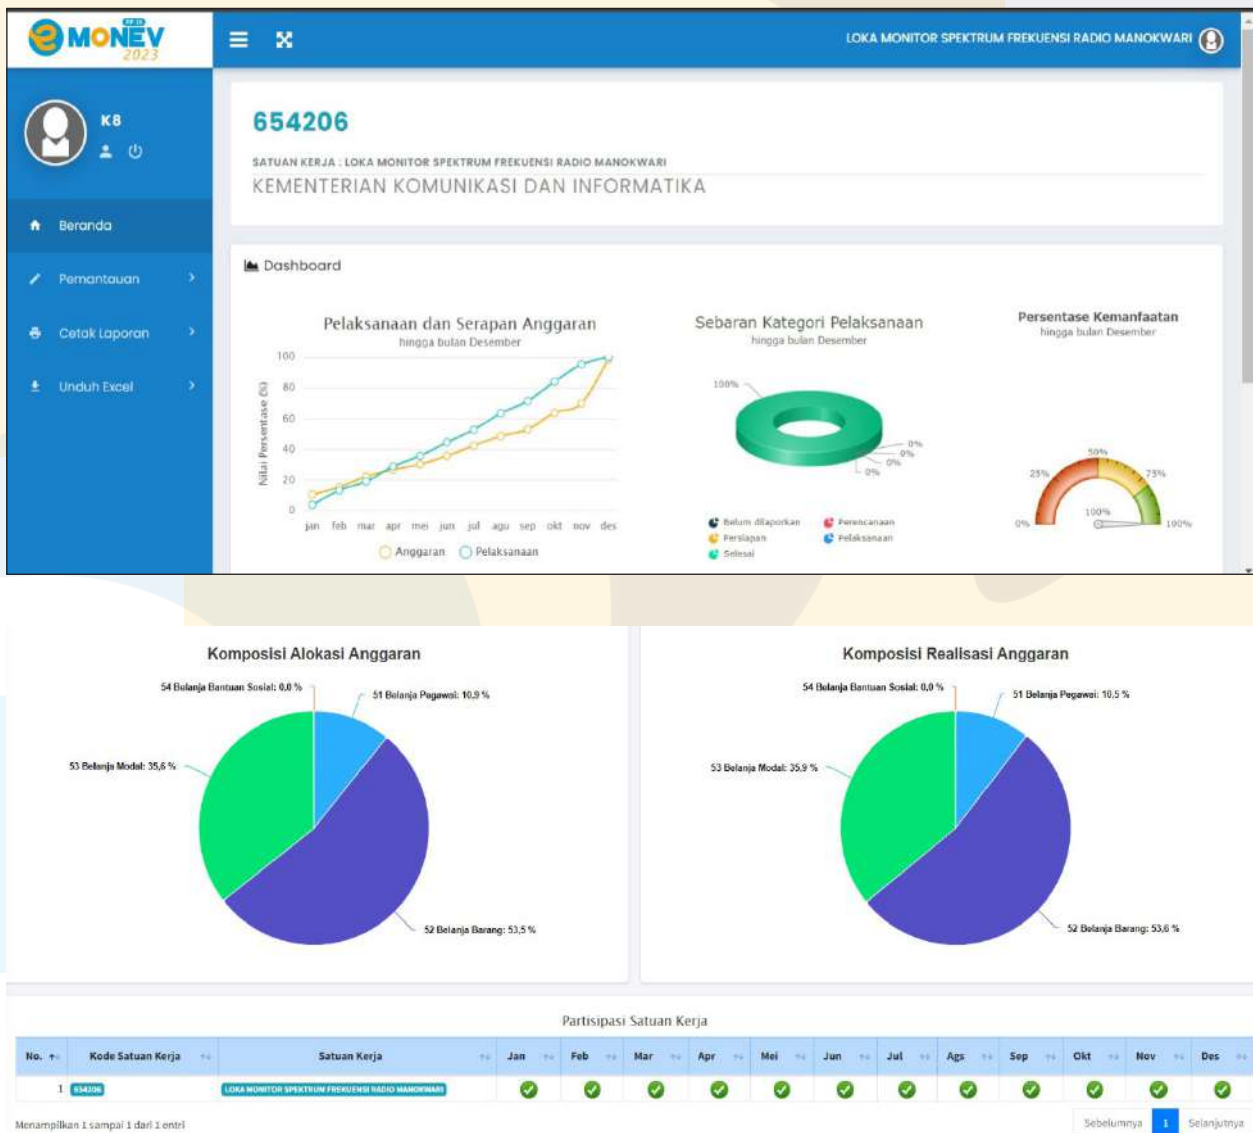 PP 39
e MONEV
2023
LOKA MONITOR SPEKTRUM FREKUENSI RADIO MANOKWARI
K8
Beranda
Pemantauan
Cetak Laporan
Unduh Excel
654206
SATUAN KERJA : LOKA MONITOR SPEKTRUM FREKUENSI RADIO MANOKWARI
KEMENTERIAN KOMUNIKASI DAN INFORMATIKA
Dashboard
Pelaksanaan dan Serapan Anggaran
hingga bulan Desember
Nilai Persentase (%)
100
80
60
40
20
0
jan feb mar apr mei jun jul agu sep okt nov des
Anggaran Pelaksanaan
Sebaran Kategori Pelaksanaan
hingga bulan Desember
100%
0%
0%
0%
0%
Belum dilaporkan Perencanaan
Persiapan Pelaksanaan
Selesai
Persentase Kemanfaatan
hingga bulan Desember
50%
25% 75%
100%
0% 100%
Komposisi Alokasi Anggaran
54 Belanja Bantuan Sosial: 0,0 %
51 Belanja Pegawai: 10,9 %
53 Belanja Modal: 35,6 %
52 Belanja Barang: 53,5 %
Komposisi Realisasi Anggaran
54 Belanja Bantuan Sosial: 0,0 %
51 Belanja Pegawai: 10,5 %
53 Belanja Modal: 35,9 %
52 Belanja Barang: 53,6 %
Partisipasi Satuan Kerja
No. Kode Satuan Kerja Satuan Kerja Jan Feb Mar Apr Mei Jun Jul Ags Sep Okt Nov Des
1 654206 LOKA MONITOR SPEKTRUM FREKUENSI RADIO MANOKWARI
Menampilkan 1 sampai 1 dari 1 entri
Sebelumnya 1 Selanjutnya